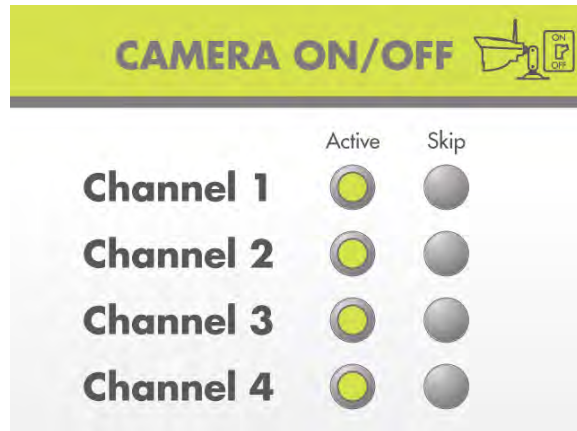 CAMERA ON/OFF
ON
OFF
Active Skip
Channel 1
Channel 2
Channel 3
Channel 4